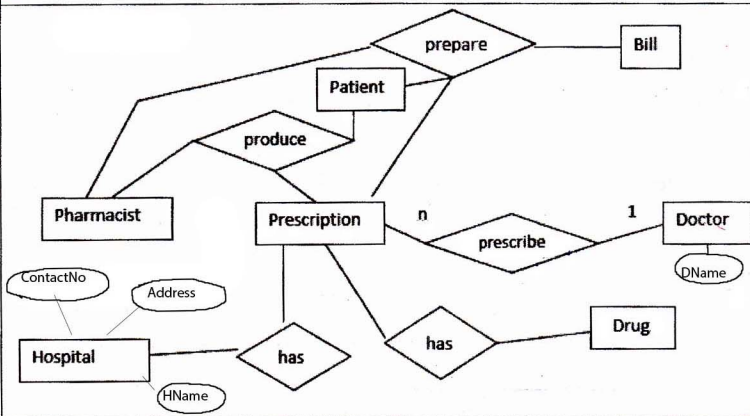 prepare
Bill
Patient
produce
Pharmacist
Prescription
n
1
Doctor
prescribe
DName
ContactNo
Address
Hospital
has
has
Drug
HName